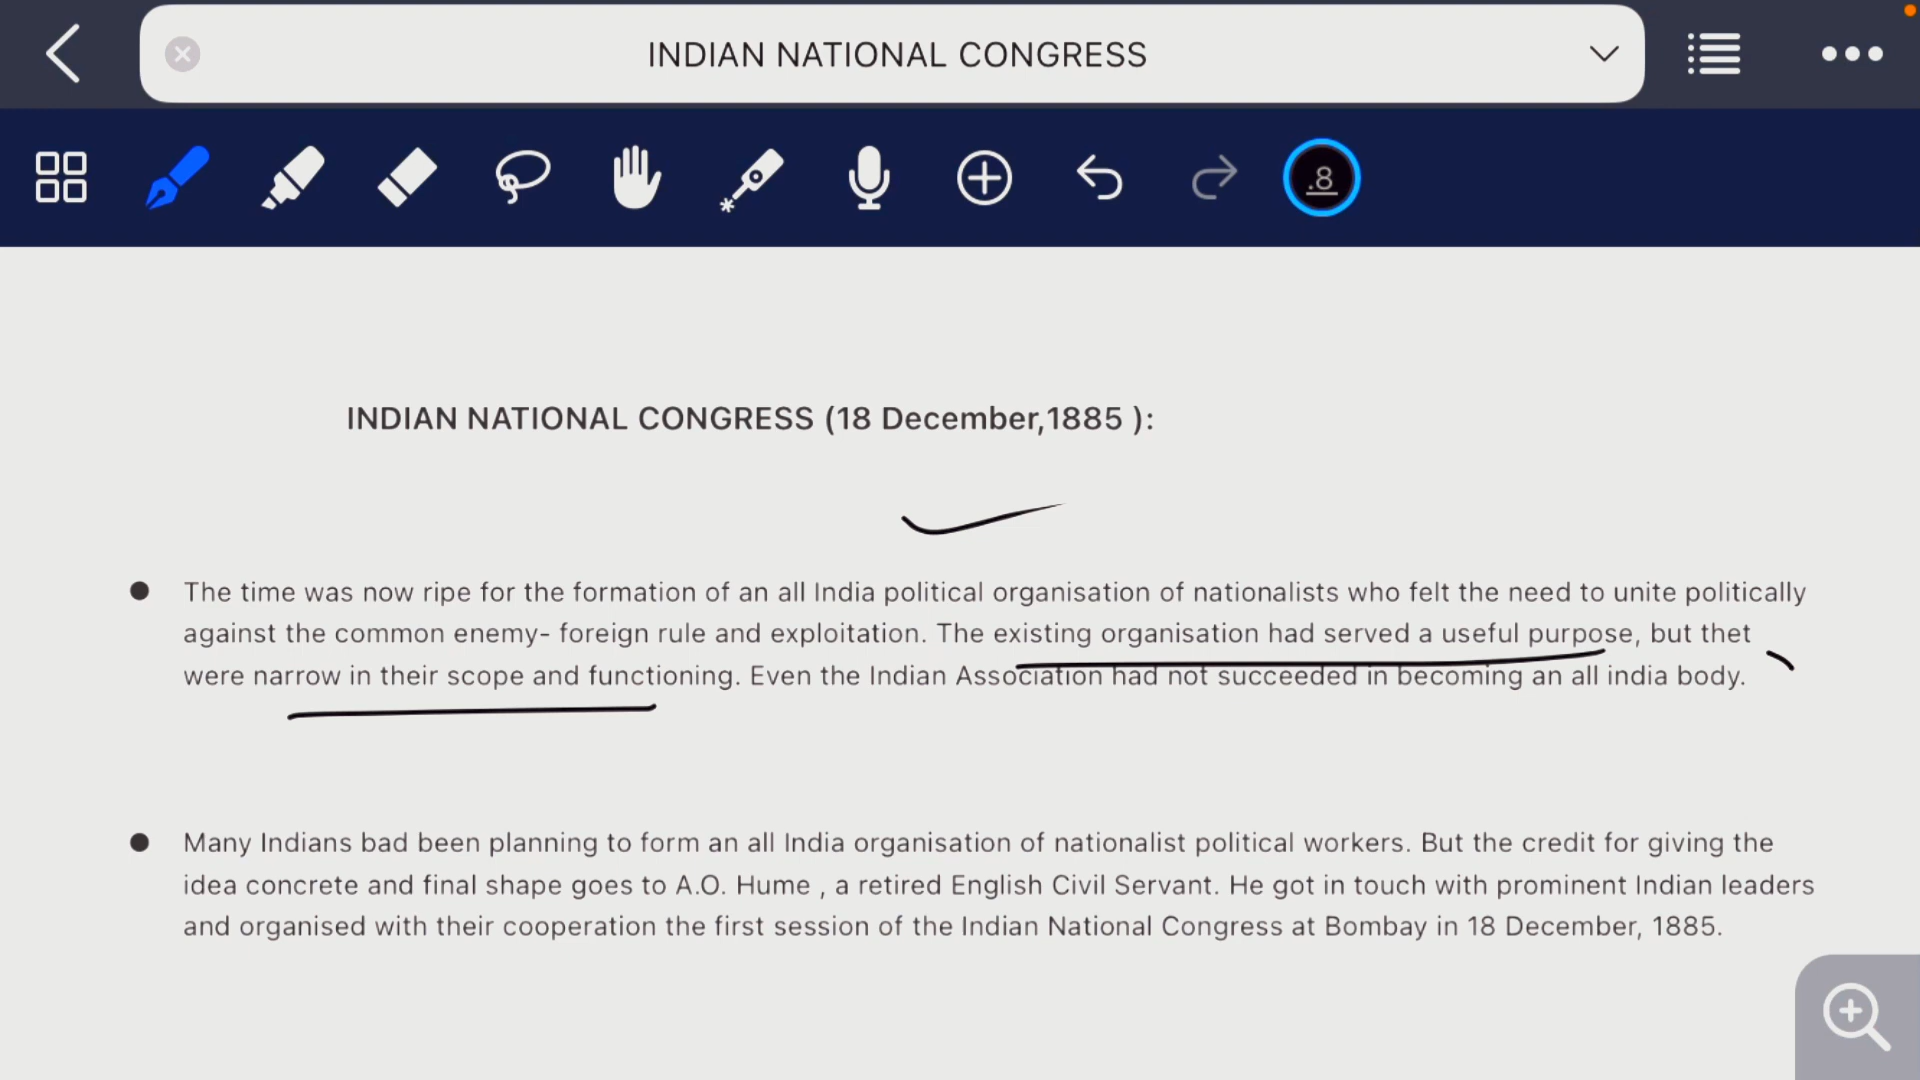 INDIAN NATIONAL CONGRESS
.8
INDIAN NATIONAL CONGRESS (18 December,1885 ):
The time was now ripe for the formation of an all India political organisation of nationalists who felt the need to unite politically
against the common enemy- foreign rule and exploitation. The existing organisation had served a useful purpose, but thet
were narrow in their scope and functioning. Even the Indian Association had not succeeded in becoming an all india body.
Many Indians bad been planning to form an all India organisation of nationalist political workers. But the credit for giving the
idea concrete and final shape goes to A.O. Hume , a retired English Civil Servant. He got in touch with prominent Indian leaders
and organised with their cooperation the first session of the Indian National Congress at Bombay in 18 December, 1885.